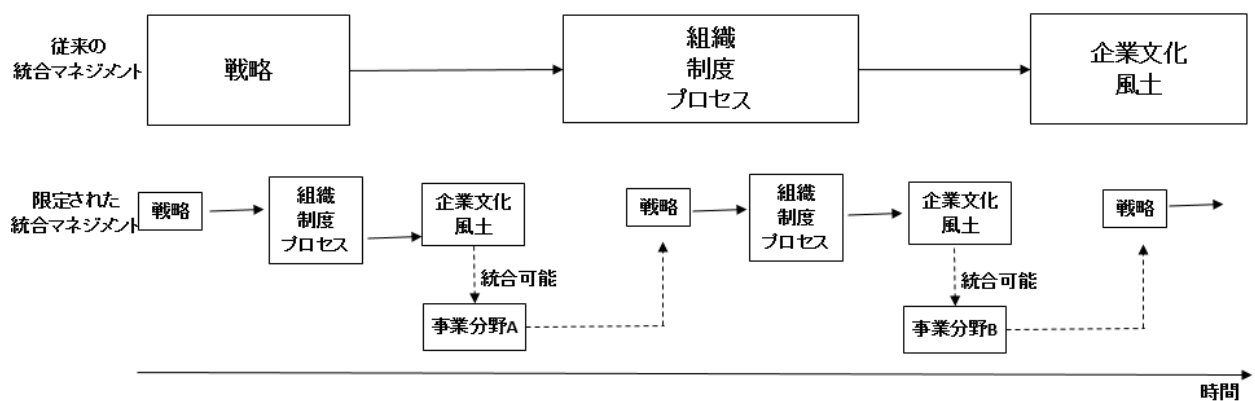 従来の
統合マネジメント
戦略
組織
制度
プロセス
企業文化
風土
限定された
統合マネジメント
戦略
組織
制度
プロセス
企業文化
風土
統合可能
事業分野A
戦略
組織
制度
プロセス
企業文化
風土
統合可能
事業分野B
戦略
時間